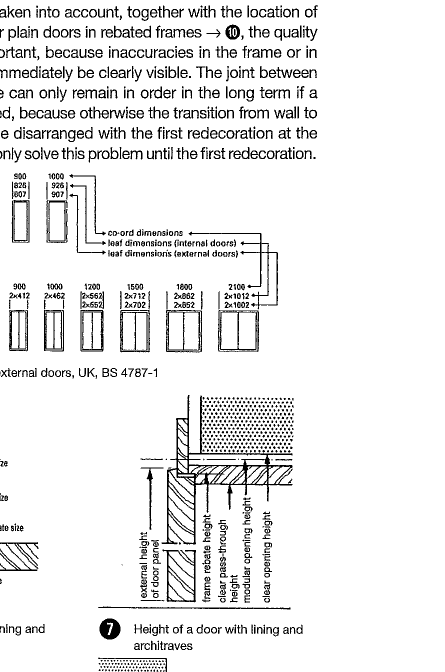 aken into account, together with the location of
r plain doors in rebated frames → 10, the quality
ortant, because inaccuracies in the frame or in
mmediately be clearly visible. The joint between
e can only remain in order in the long term if a
ed, because otherwise the transition from wall to
e disarranged with the first redecoration at the
only solve this problem until the first redecoration.
900 1000
826 926
807 907
co-ord dimensions
leaf dimensions (internal doors)
leaf dimensions (external doors)
900 1000 1200 1500 1800 2100
2×412 2×462 2×562 2×712 2×862 2×1012
2×552 2×702 2×852 2×1002
external doors, UK, BS 4787-1
ze
ze
te size
external height
of door panel
frame rebate height
clear pass-through
height
modular opening height
clear opening height
ning and
7 Height of a door with lining and
architraves